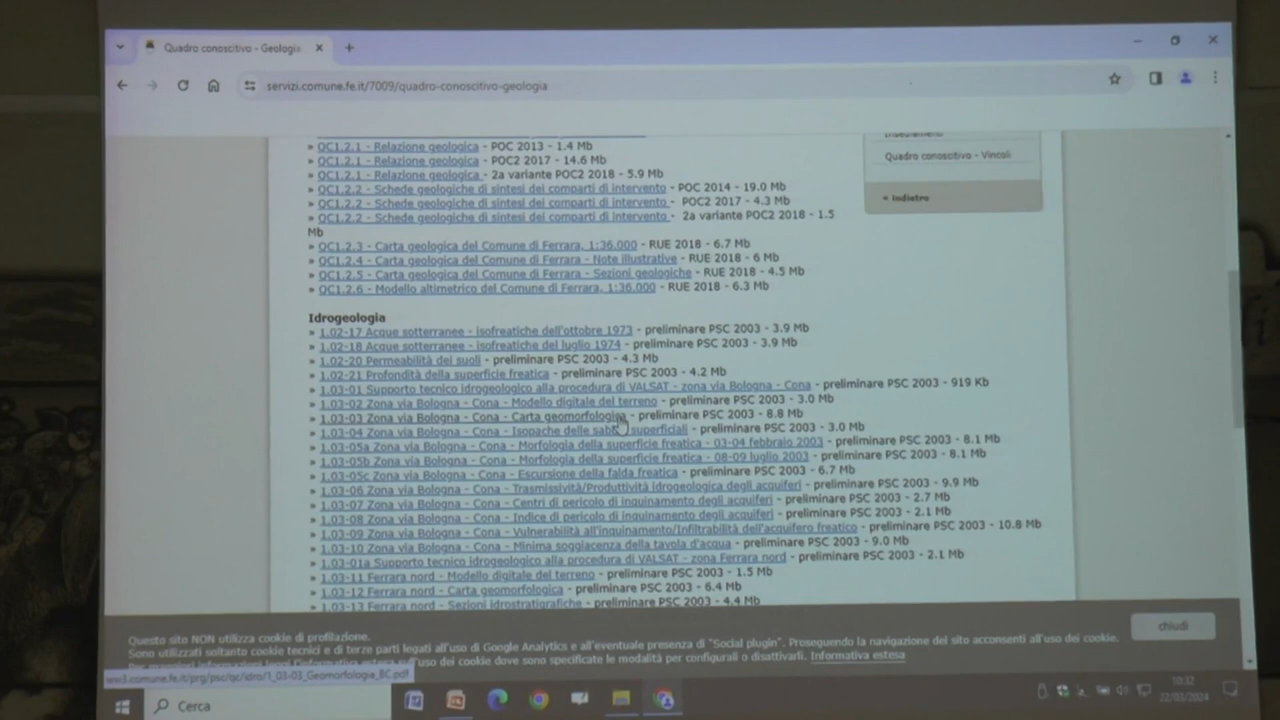 Quadro conoscitivo - Geologia
servizi.comune.fe.it/7009/quadro-conoscitivo-geologia
Quadro conoscitivo - Vincoli
« Indietro
» QC1.2.1 - Relazione geologica - POC 2013 - 1.4 Mb
» QC1.2.1 - Relazione geologica - POC2 2017 - 14.6 Mb
» QC1.2.1 - Relazione geologica - 2a variante POC2 2018 - 5.9 Mb
» QC1.2.2 - Schede geologiche di sintesi dei comparti di intervento - POC 2014 - 19.0 Mb
» QC1.2.2 - Schede geologiche di sintesi dei comparti di intervento - POC2 2017 - 4.3 Mb
» QC1.2.2 - Schede geologiche di sintesi dei comparti di intervento - 2a variante POC2 2018 - 1.5
Mb
» QC1.2.3 - Carta geologica del Comune di Ferrara, 1:36.000 - RUE 2018 - 6.7 Mb
» QC1.2.4 - Carta geologica del Comune di Ferrara - Note illustrative - RUE 2018 - 6 Mb
» QC1.2.5 - Carta geologica del Comune di Ferrara - Sezioni geologiche - RUE 2018 - 4.5 Mb
» QC1.2.6 - Modello altimetrico del Comune di Ferrara, 1:36.000 - RUE 2018 - 6.3 Mb
Idrogeologia
» 1.02-17 Acque sotterranee - isofreatiche dell'ottobre 1973 - preliminare PSC 2003 - 3.9 Mb
» 1.02-18 Acque sotterranee - isofreatiche del luglio 1974 - preliminare PSC 2003 - 3.9 Mb
» 1.02-20 Permeabilità dei suoli - preliminare PSC 2003 - 4.3 Mb
» 1.02-21 Profondità della superficie freatica - preliminare PSC 2003 - 4.2 Mb
» 1.03-01 Supporto tecnico idrogeologico alla procedura di VALSAT - zona via Bologna - Cona - preliminare PSC 2003 - 919 Kb
» 1.03-02 Zona via Bologna - Cona - Modello digitale del terreno - preliminare PSC 2003 - 3.0 Mb
» 1.03-03 Zona via Bologna - Cona - Carta geomorfologica - preliminare PSC 2003 - 8.8 Mb
» 1.03-04 Zona via Bologna - Cona - Isopache delle sabbie superficiali - preliminare PSC 2003 - 3.0 Mb
» 1.03-05a Zona via Bologna - Cona - Morfologia della superficie freatica - 03-04 febbraio 2003 - preliminare PSC 2003 - 8.1 Mb
» 1.03-05b Zona via Bologna - Cona - Morfologia della superficie freatica - 08-09 luglio 2003 - preliminare PSC 2003 - 8.1 Mb
» 1.03-05c Zona via Bologna - Cona - Escursione della falda freatica - preliminare PSC 2003 - 6.7 Mb
» 1.03-06 Zona via Bologna - Cona - Trasmissività/Produttività idrogeologica degli acquiferi - preliminare PSC 2003 - 9.9 Mb
» 1.03-07 Zona via Bologna - Cona - Centri di pericolo di inquinamento degli acquiferi - preliminare PSC 2003 - 2.7 Mb
» 1.03-08 Zona via Bologna - Cona - Indice di pericolo di inquinamento degli acquiferi - preliminare PSC 2003 - 2.1 Mb
» 1.03-09 Zona via Bologna - Cona - Vulnerabilità all'inquinamento/Infiltrabilità dell'acquifero freatico - preliminare PSC 2003 - 10.8 Mb
» 1.03-10 Zona via Bologna - Cona - Minima soggiacenza della tavola d'acqua - preliminare PSC 2003 - 9.0 Mb
» 1.03-01a Supporto tecnico idrogeologico alla procedura di VALSAT - zona Ferrara nord - preliminare PSC 2003 - 2.1 Mb
» 1.03-11 Ferrara nord - Modello digitale del terreno - preliminare PSC 2003 - 1.5 Mb
» 1.03-12 Ferrara nord - Carta geomorfologica - preliminare PSC 2003 - 6.4 Mb
» 1.03-13 Ferrara nord - Sezioni idrostratigrafiche - preliminare PSC 2003 - 4.4 Mb
Questo sito NON utilizza cookie di profilazione.
Sono utilizzati soltanto cookie tecnici e di terze parti legati all'uso di Google Analytics e all'eventuale presenza di "Social plugin". Proseguendo la navigazione del sito acconsenti all'uso dei cookie.
Per maggiori informazioni leggi l'informativa estesa sull'uso dei cookie dove sono specificate le modalità per configurarli o disattivarli. Informativa estesa
chiudi
ww3.comune.fe.it/prg/psc/qc/idro/1_03-03_Geomorfologia_BC.pdf
Cerca
10:32
22/03/2024